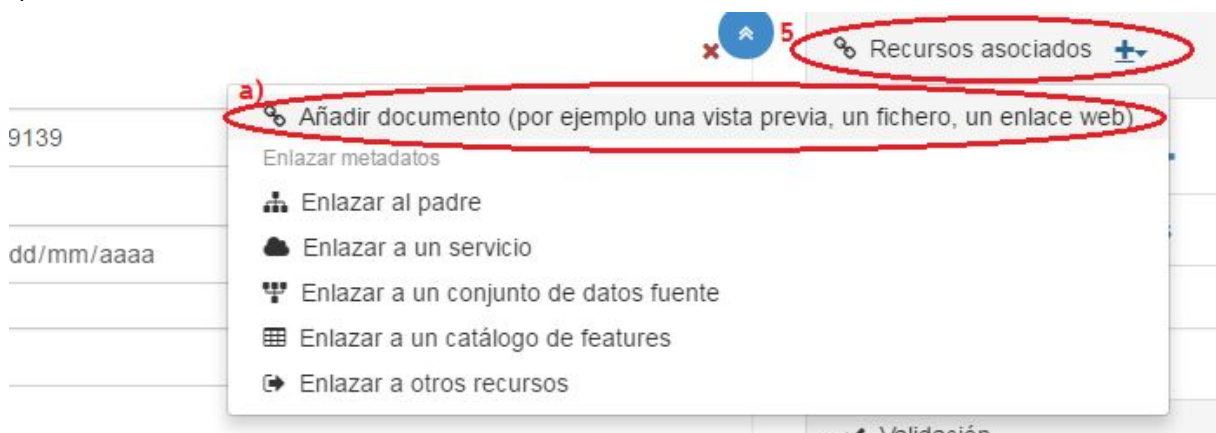 5 Recursos asociados
a)
Añadir documento (por ejemplo una vista previa, un fichero, un enlace web)
9139
Enlazar metadatos
Enlazar al padre
Enlazar a un servicio
dd/mm/aaaa
Enlazar a un conjunto de datos fuente
Enlazar a un catálogo de features
Enlazar a otros recursos
Validación